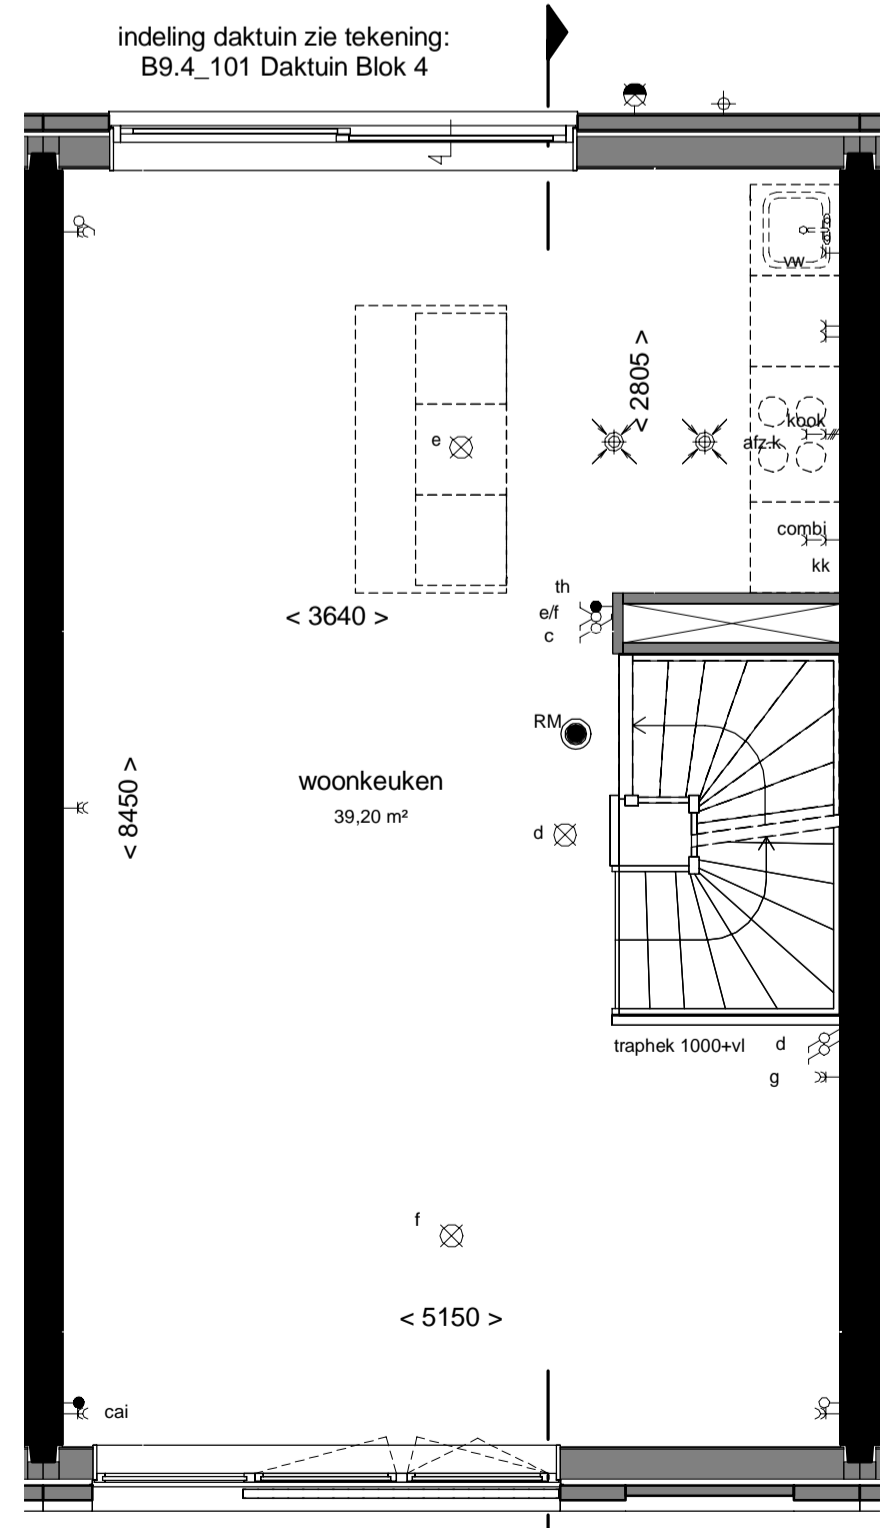 indeling daktuin zie tekening:
B9.4_101 Daktuin Blok 4
vw
< 2805 >
kook
e
afz.k
combi
kk
th
e/f
c
< 3640 >
RM
woonkeuken
39,20 m²
< 8450 >
d
traphek 1000+vl
d
g
f
< 5150 >
cai